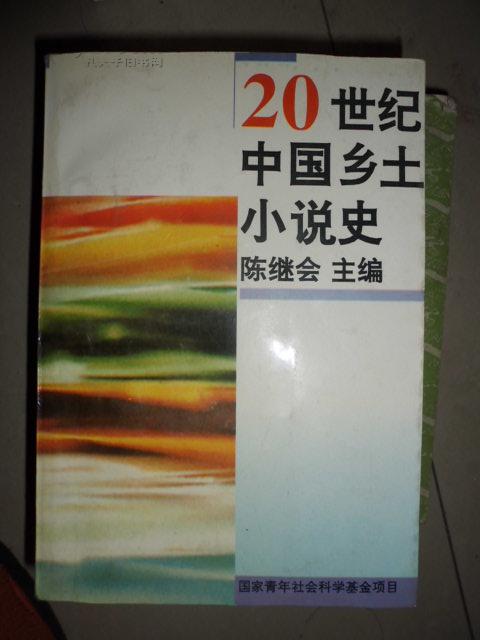 20世纪
中国乡土
小说史
陈继会 主编
国家青年社会科学基金项目